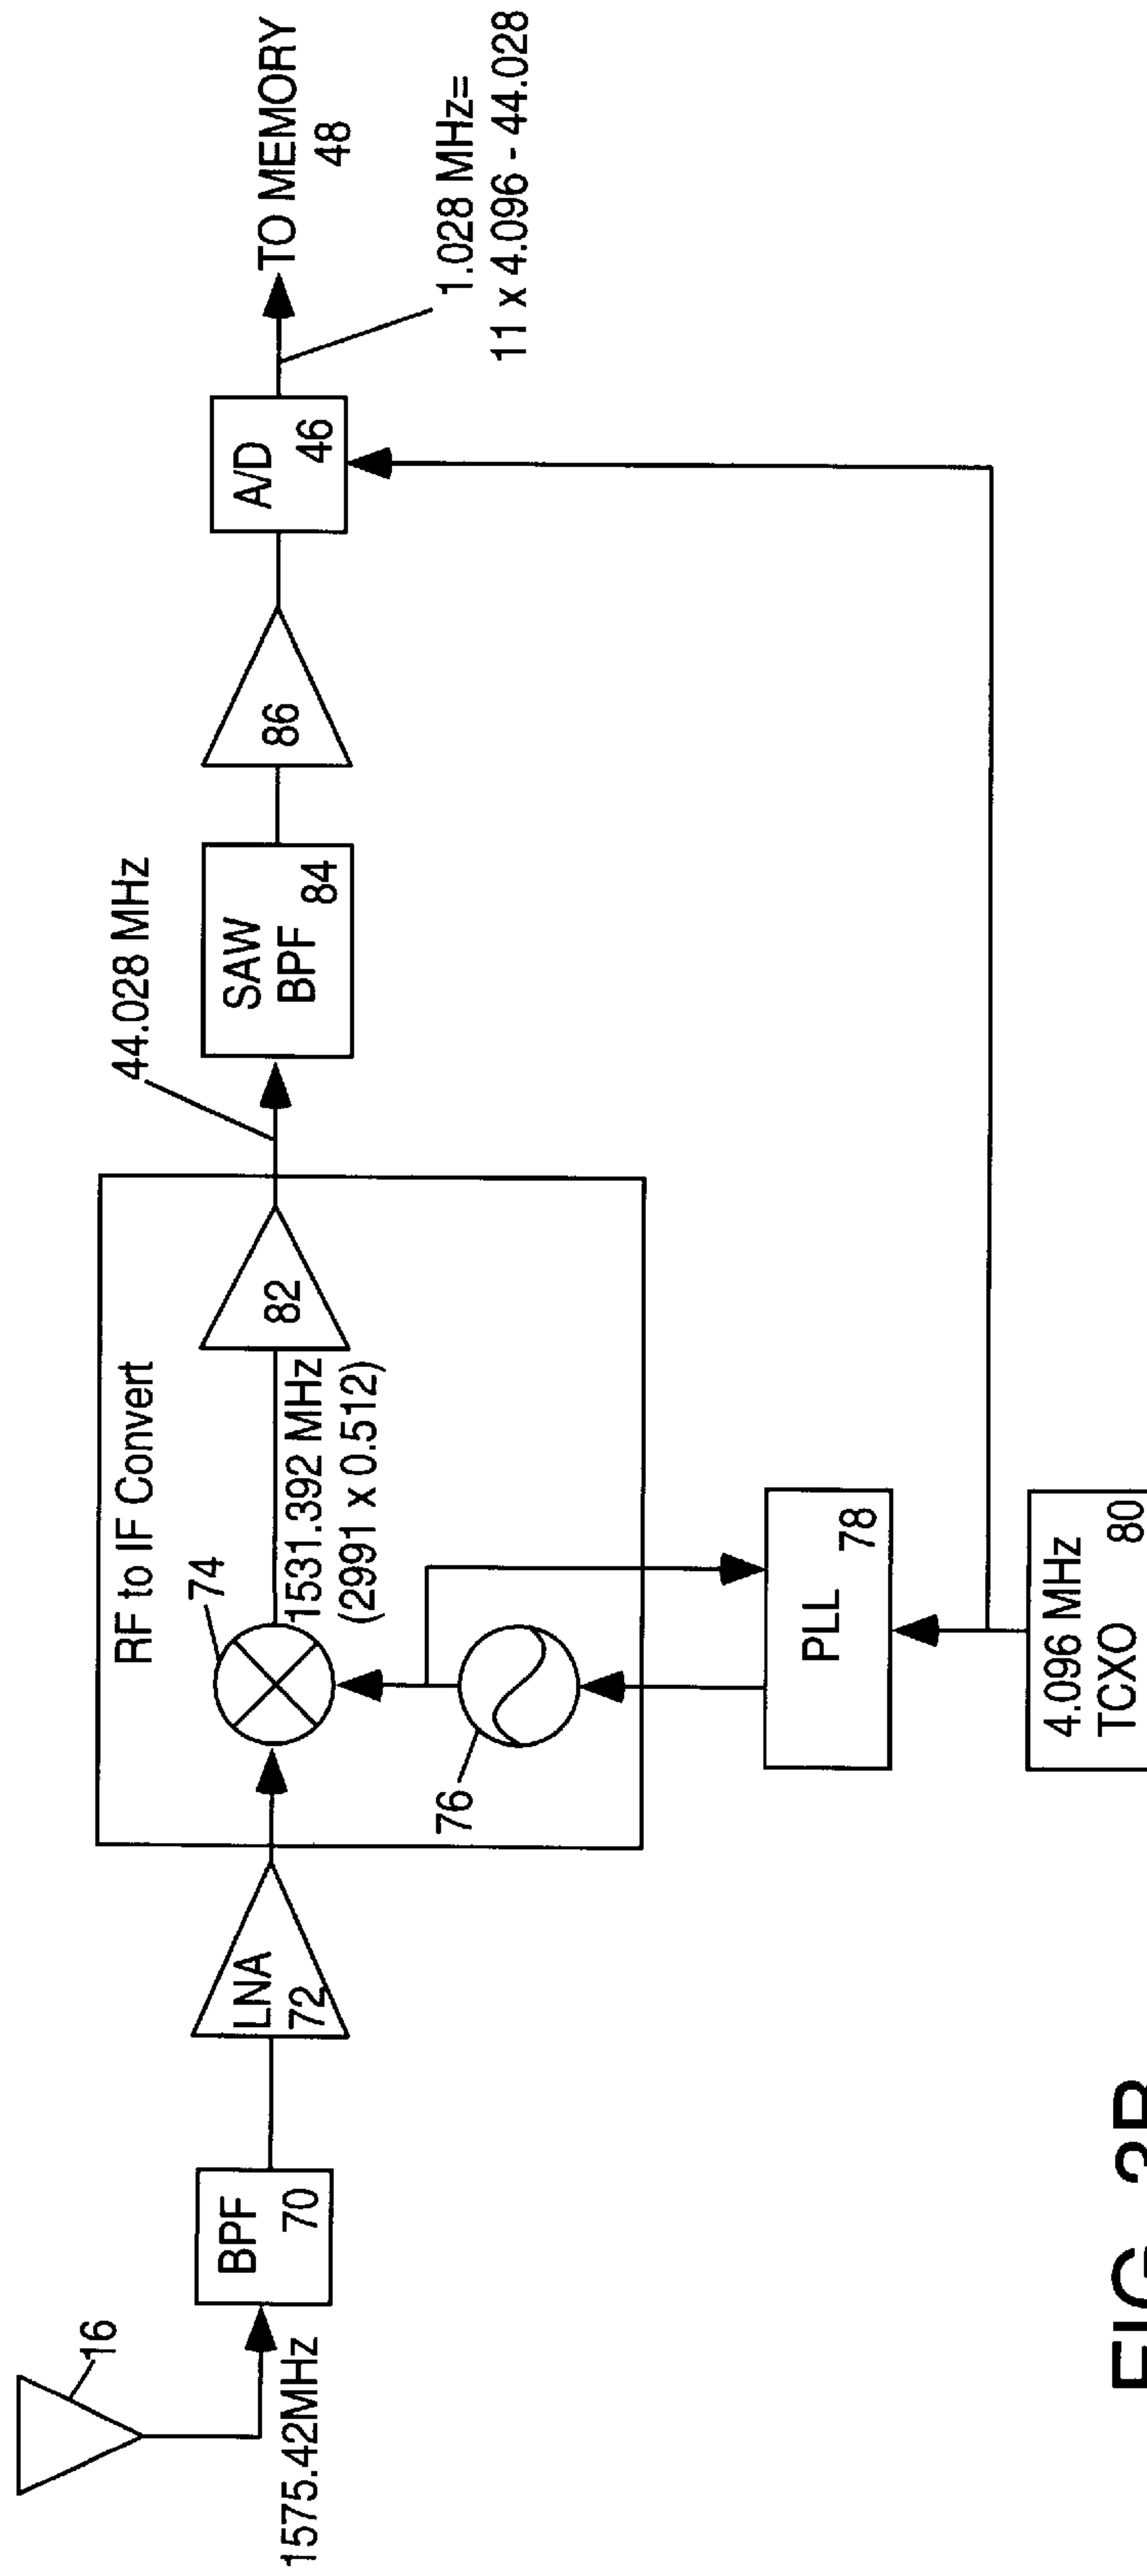 16
1575.42MHz
BPF
70
LNA
72
RF to IF Convert
74
76
1531.392 MHz
(2991 x 0.512)
82
PLL
78
4.096 MHz
TCXO
80
44.028 MHz
SAW
BPF
84
86
A/D
46
TO MEMORY
48
1.028 MHz=
11 x 4.096 - 44.028
FIG. 3B